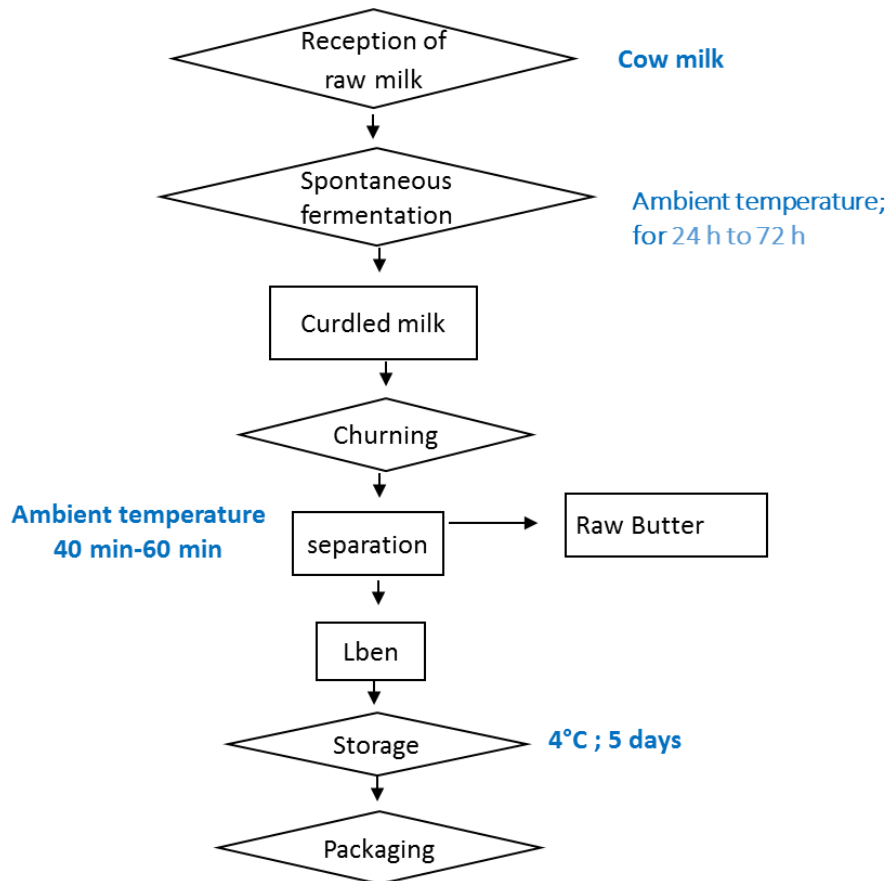 Reception of
raw milk
Cow milk
Spontaneous
fermentation
Ambient temperature;
for 24 h to 72 h
Curdled milk
Churning
Ambient temperature
40 min-60 min
separation
Raw Butter
Lben
Storage
4°C ; 5 days
Packaging